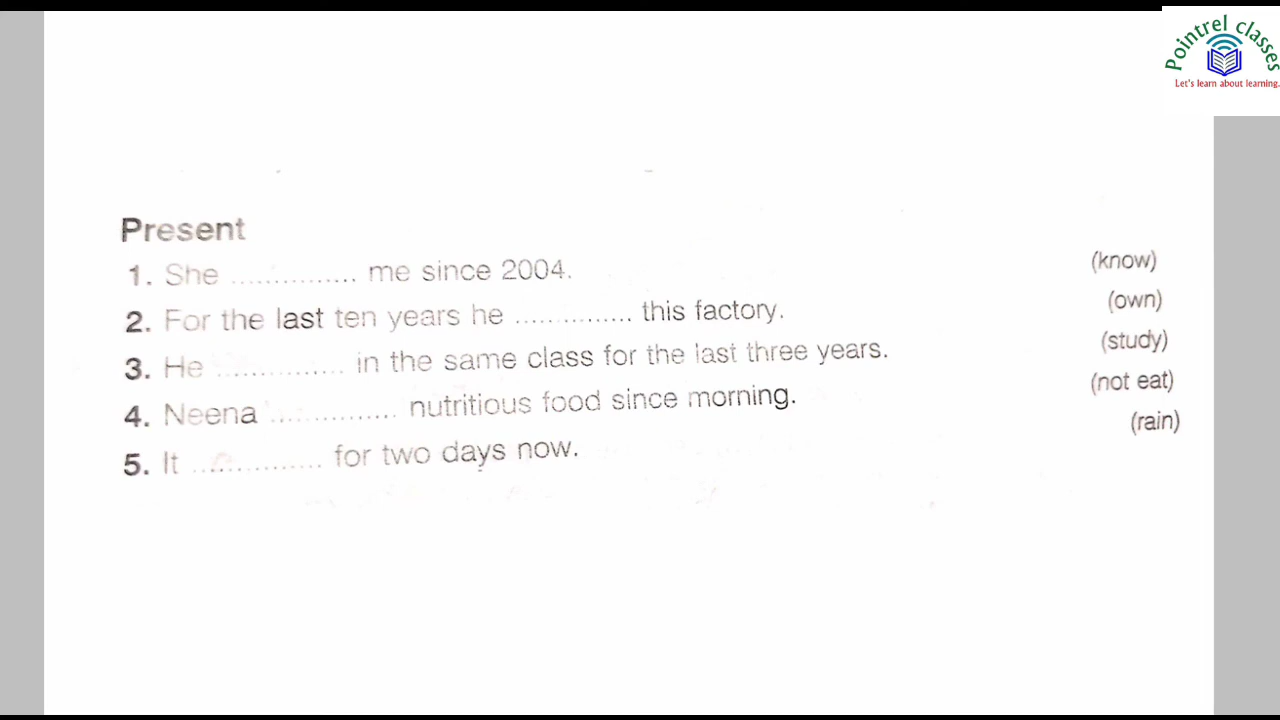 Pointrel classes
Let's learn about learning.
Present
1. She ............... me since 2004. (know)
2. For the last ten years he .............. this factory. (own)
3. He ............... in the same class for the last three years. (study)
4. Neena ............... nutritious food since morning. (not eat)
5. It ............... for two days now. (rain)